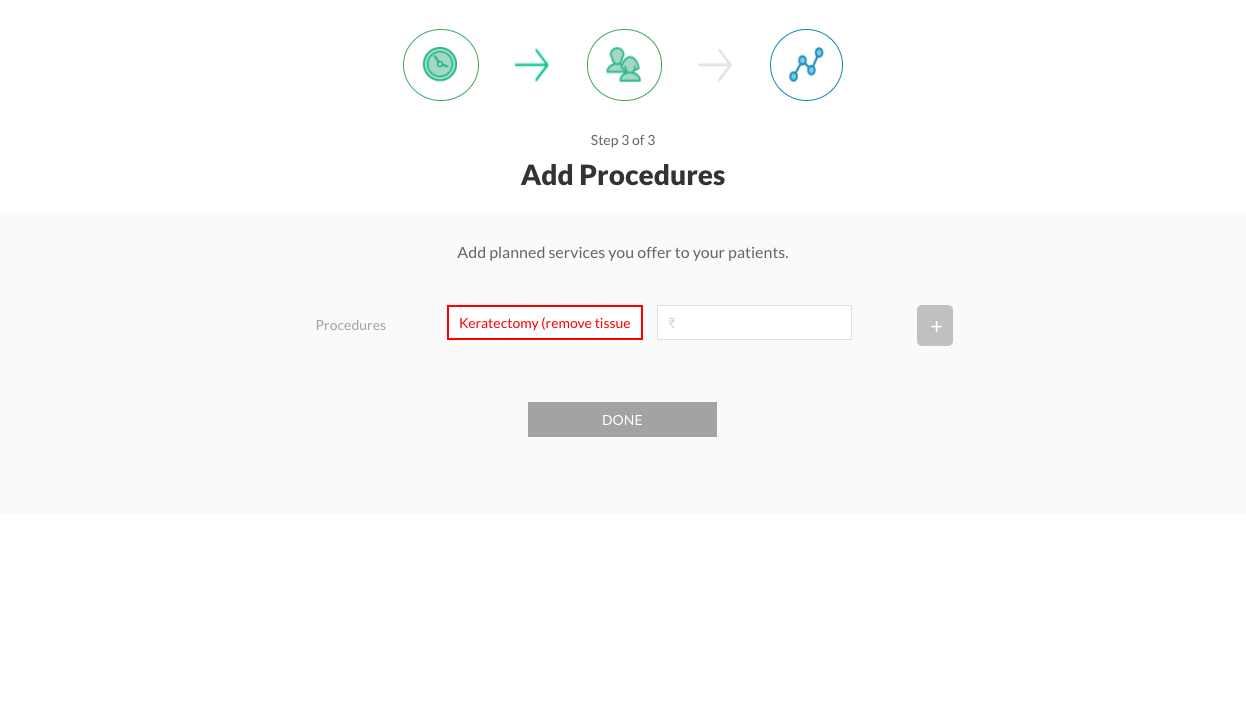 Step 3 of 3
Add Procedures
Add planned services you offer to your patients.
Procedures
Keratectomy (remove tissue
₹
+
DONE